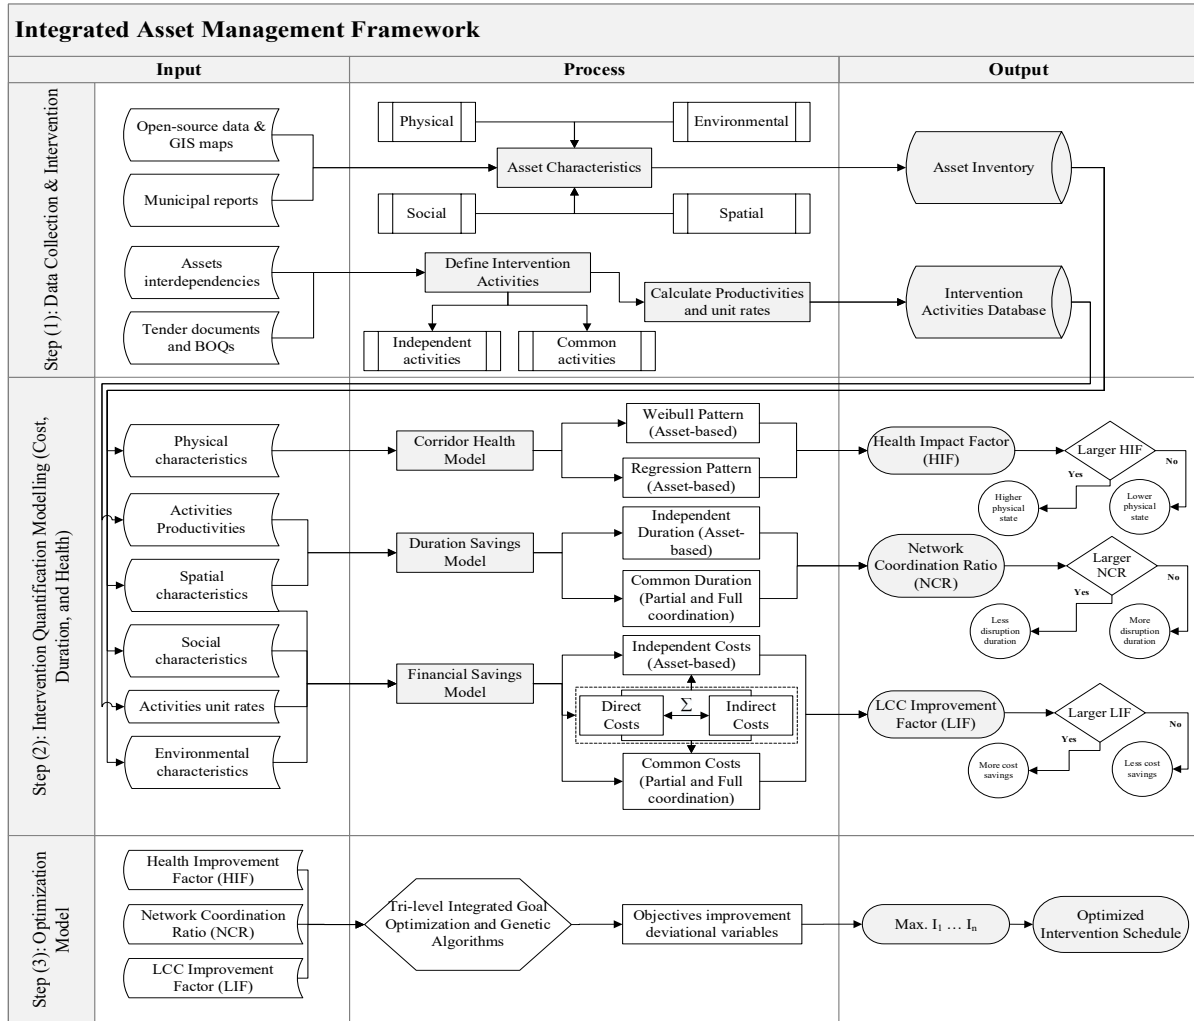 Integrated Asset Management Framework
Input
Process
Output
Step (1): Data Collection & Intervention
Open-source data &
GIS maps
Municipal reports
Assets
interdependencies
Tender documents
and BOQs
Physical
Environmental
Asset Characteristics
Social
Spatial
Define Intervention
Activities
Calculate Productivities
and unit rates
Independent
activities
Common
activities
Asset Inventory
Intervention
Activities Database
Step (2): Intervention Quantification Modelling (Cost,
Duration, and Health)
Physical
characteristics
Activities
Productivities
Spatial
characteristics
Social
characteristics
Activities unit rates
Environmental
characteristics
Corridor Health
Model
Duration Savings
Model
Financial Savings
Model
Weibull Pattern
(Asset-based)
Regression Pattern
(Asset-based)
Independent
Duration (Asset-
based)
Common Duration
(Partial and Full
coordination)
Independent Costs
(Asset-based)
Direct
Costs
Σ
Indirect
Costs
Common Costs
(Partial and Full
coordination)
Health Impact Factor
(HIF)
Larger HIF
Yes
No
Higher
physical
state
Lower
physical
state
Network
Coordination Ratio
(NCR)
Larger
NCR
Yes
No
Less
disruption
duration
More
disruption
duration
LCC Improvement
Factor (LIF)
Larger LIF
Yes
No
More cost
savings
Less cost
savings
Step (3): Optimization
Model
Health Improvement
Factor (HIF)
Network Coordination
Ratio (NCR)
LCC Improvement
Factor (LIF)
Tri-level Integrated Goal
Optimization and Genetic
Algorithms
Objectives improvement
deviational variables
Max. I₁ … Iₙ
Optimized
Intervention Schedule